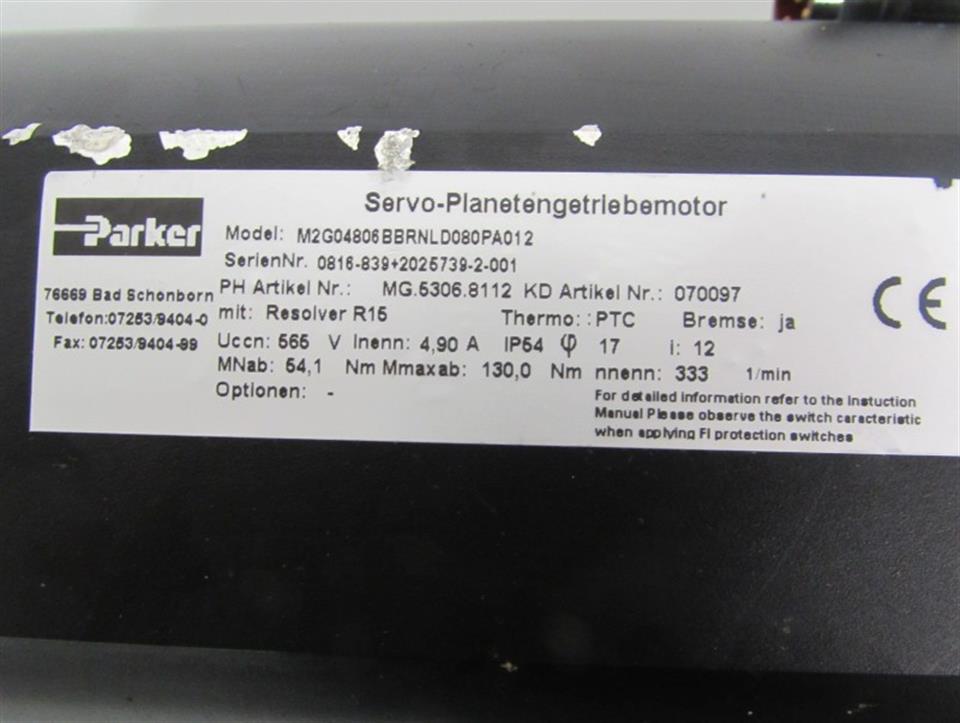 Parker
Servo-Planetengetriebemotor
Model: M2G04806BBRNLD080PA012
SerienNr. 0816-839+2025739-2-001
PH Artikel Nr.: MG.5306.8112 KD Artikel Nr.: 070097
mit: Resolver R15 Thermo: : PTC Bremse: ja
Uccn: 565 V Inenn: 4,90 A IP54 φ 17 i: 12
MNab: 54,1 Nm Mmaxab: 130,0 Nm nnenn: 333 1/min
Optionen: -
76669 Bad Schonborn
Telefon:07253/9404-0
Fax: 07253/9404-99
CE
For detailed information refer to the Instuction
Manual Please observe the switch caracteristic
when applying FI protection switches